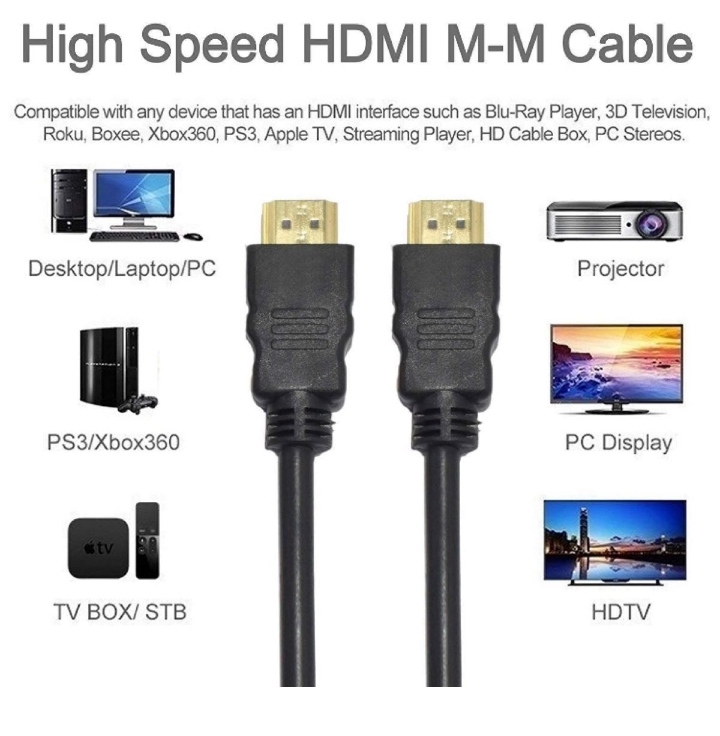 High Speed HDMI M-M Cable
Compatible with any device that has an HDMI interface such as Blu-Ray Player, 3D Television,
Roku, Boxee, Xbox360, PS3, Apple TV, Streaming Player, HD Cable Box, PC Stereos.
Desktop/Laptop/PC
Projector
PS3/Xbox360
PC Display
tv
TV BOX/ STB
HDTV